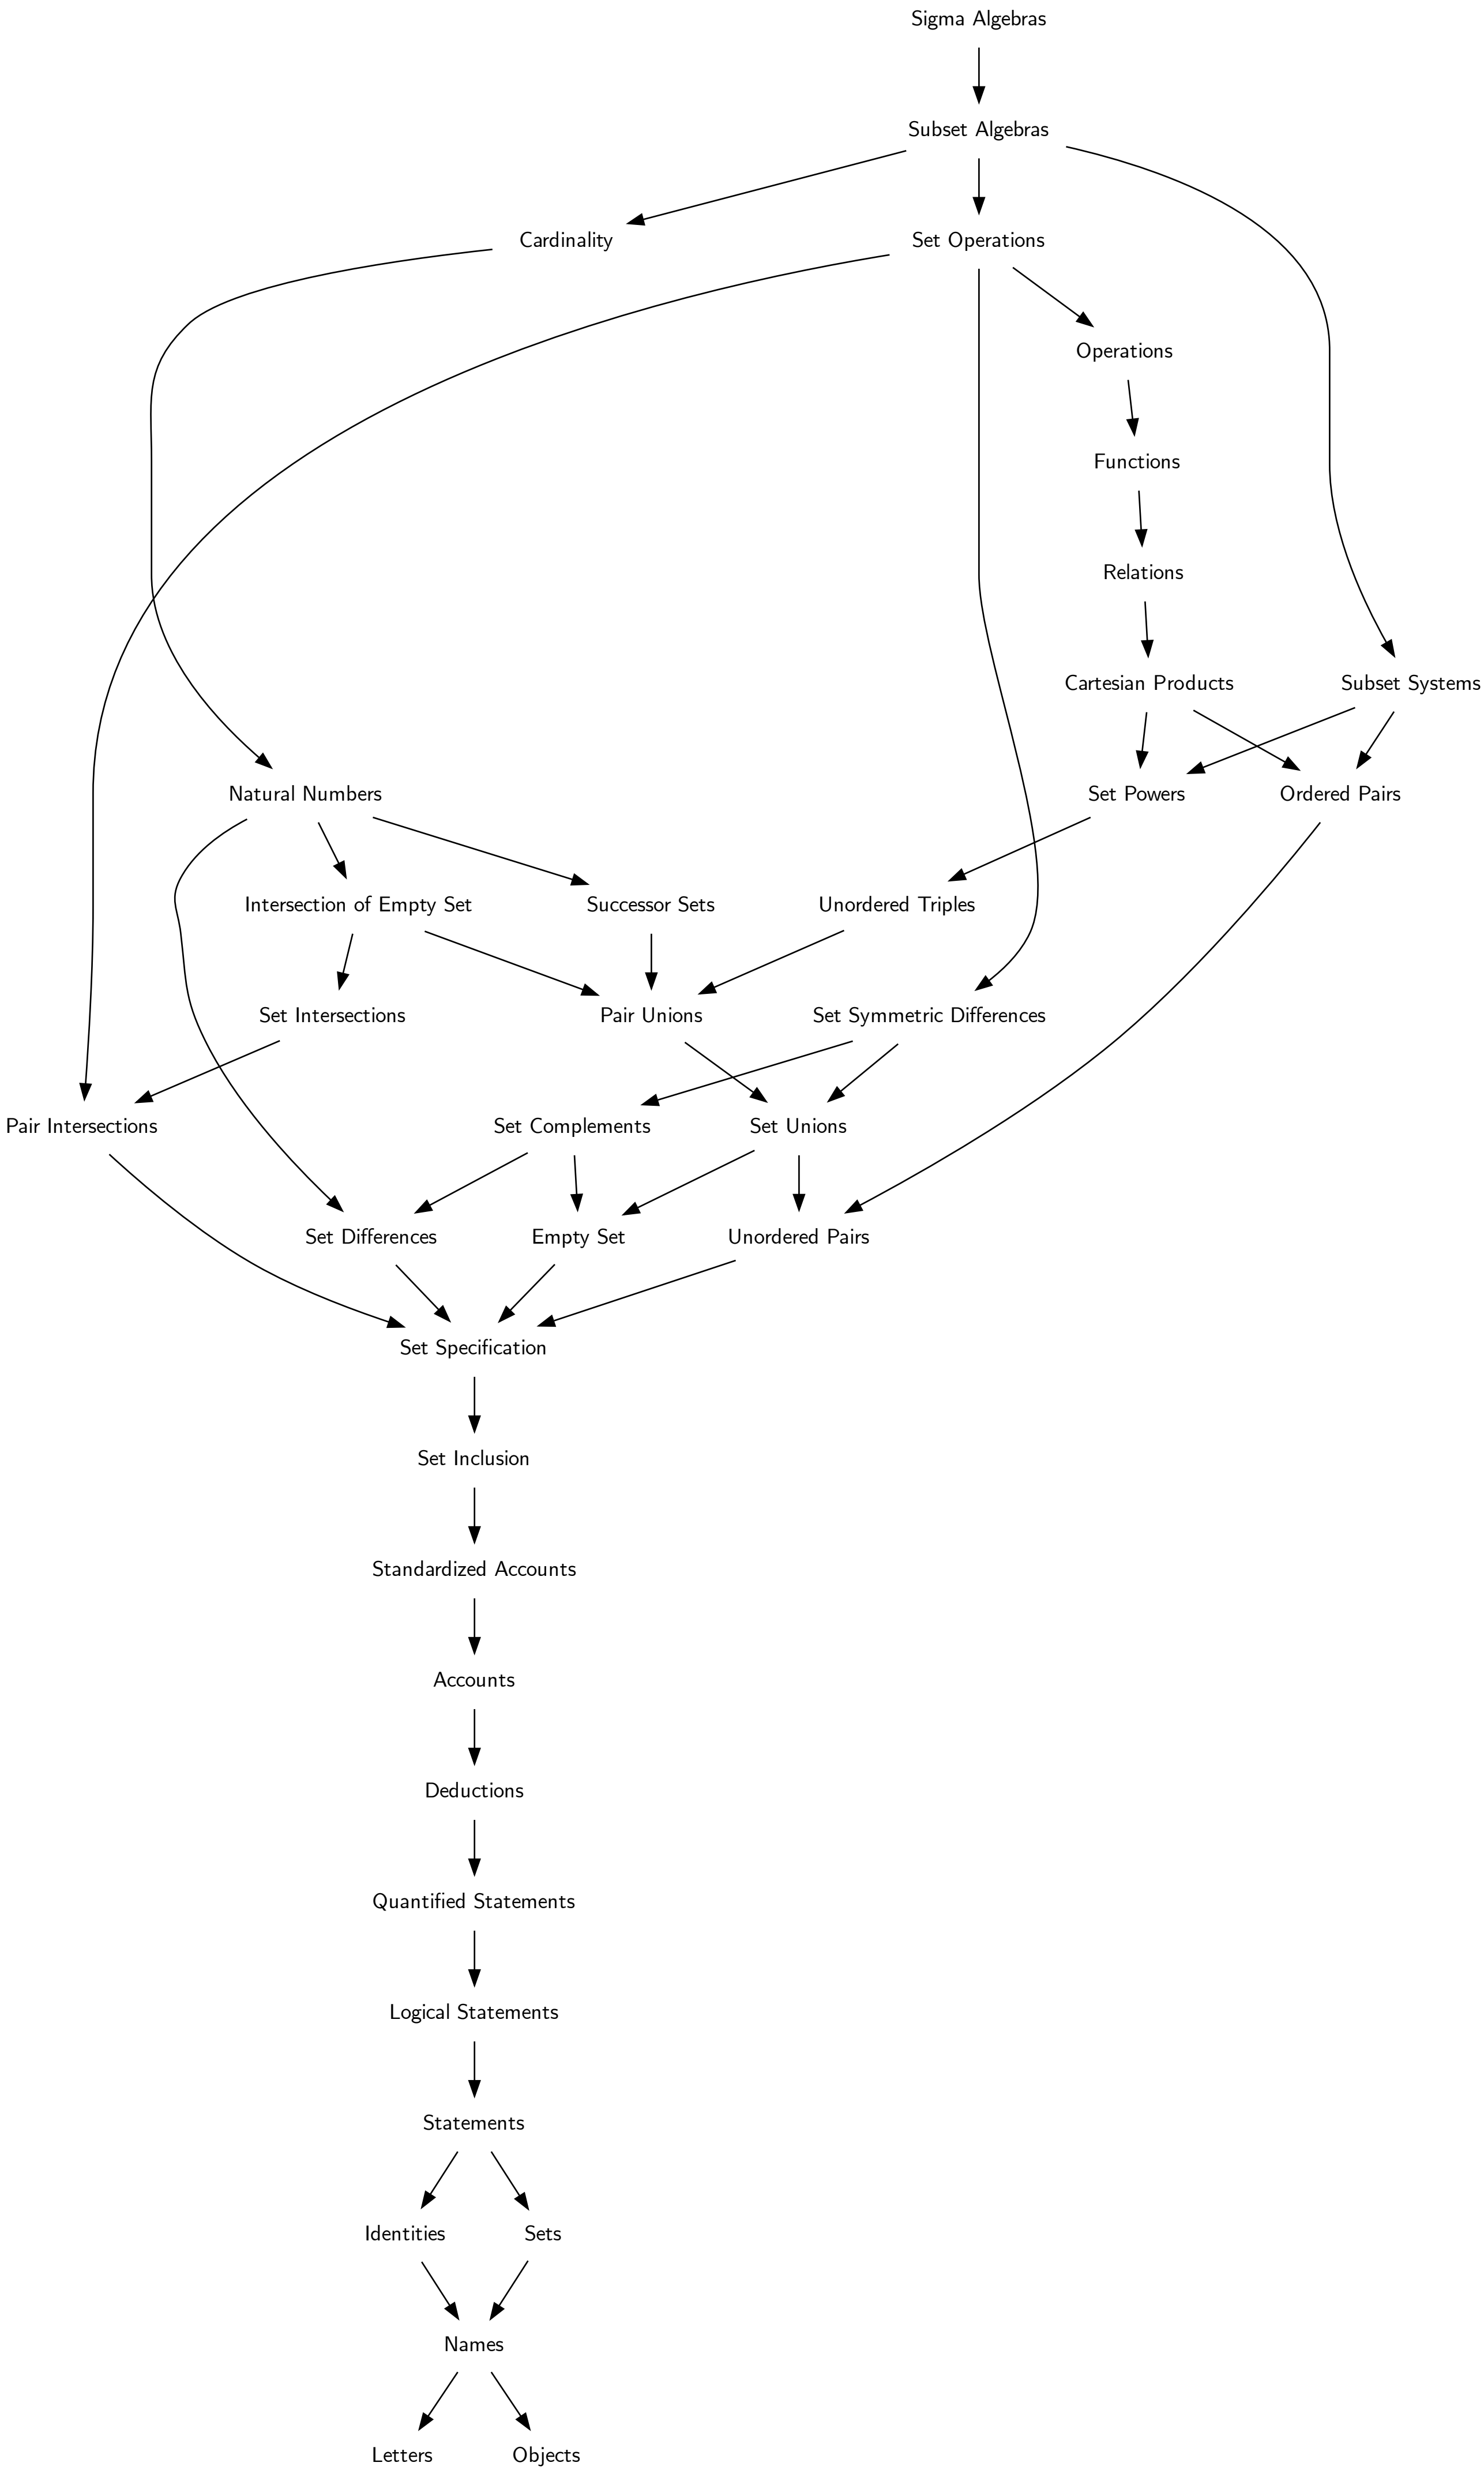 Sigma Algebras
Subset Algebras
Cardinality
Set Operations
Operations
Functions
Relations
Cartesian Products
Subset Systems
Natural Numbers
Set Powers
Ordered Pairs
Intersection of Empty Set
Successor Sets
Unordered Triples
Set Intersections
Pair Unions
Set Symmetric Differences
Pair Intersections
Set Complements
Set Unions
Set Differences
Empty Set
Unordered Pairs
Set Specification
Set Inclusion
Standardized Accounts
Accounts
Deductions
Quantified Statements
Logical Statements
Statements
Identities
Sets
Names
Letters
Objects